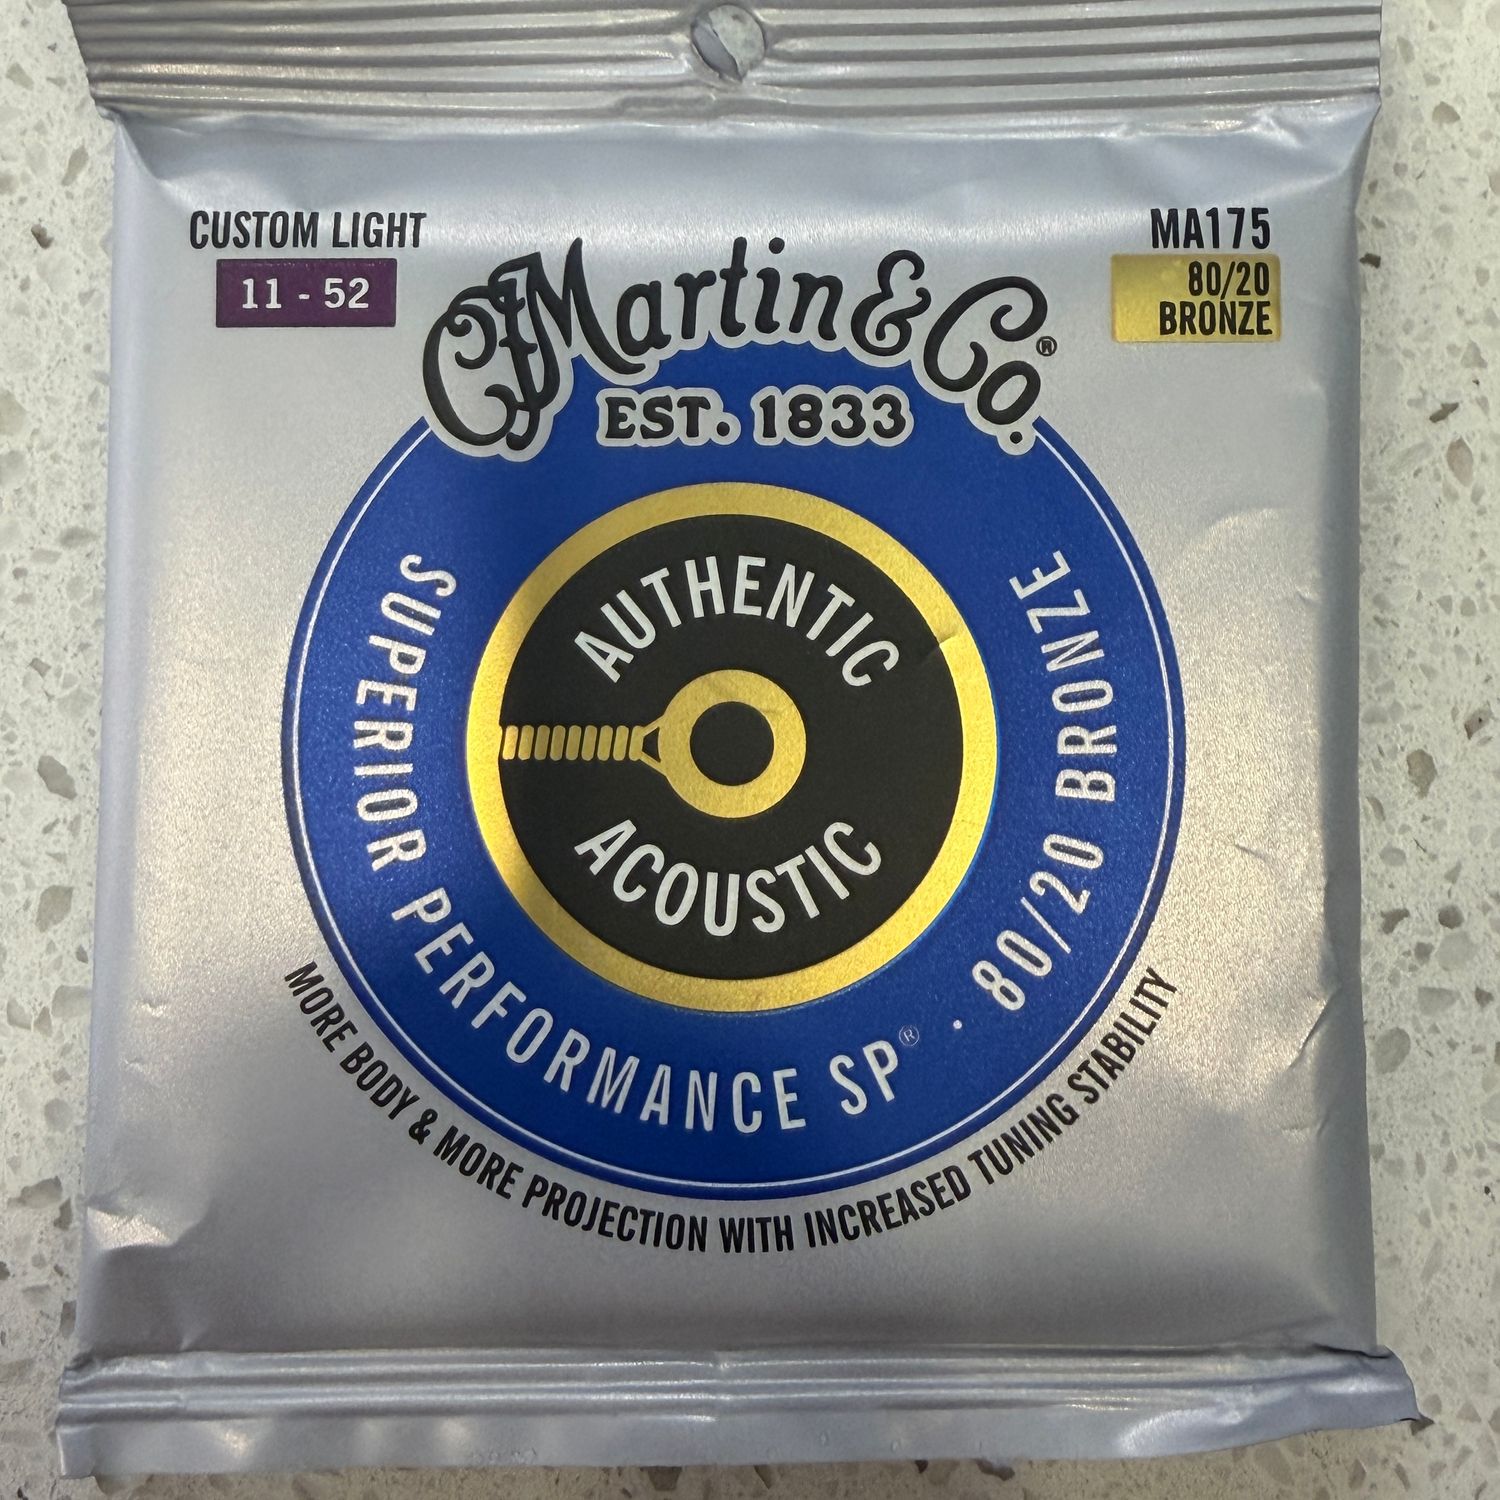 CUSTOM LIGHT
11 - 52
MA175
80/20
BRONZE
CFMartin & Co.®
EST. 1833
AUTHENTIC
ACOUSTIC
SUPERIOR PERFORMANCE SP® · 80/20 BRONZE
MORE BODY & MORE PROJECTION WITH INCREASED TUNING STABILITY